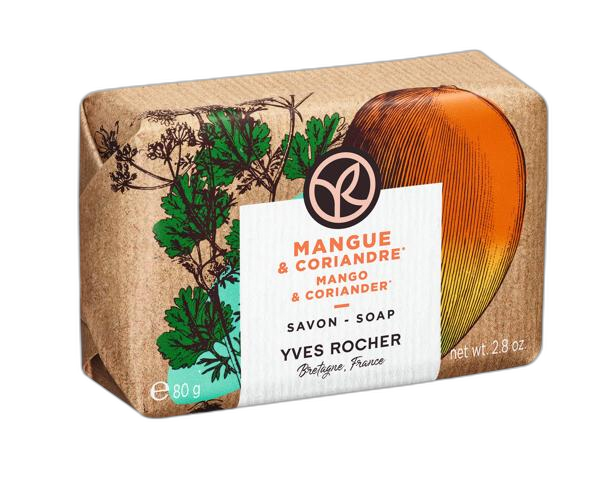 MANGUE
& CORIANDRE*
MANGO
& CORIANDER*
SAVON - SOAP
YVES ROCHER
Bretagne, France
℮ 80 g
net wt. 2.8 oz.